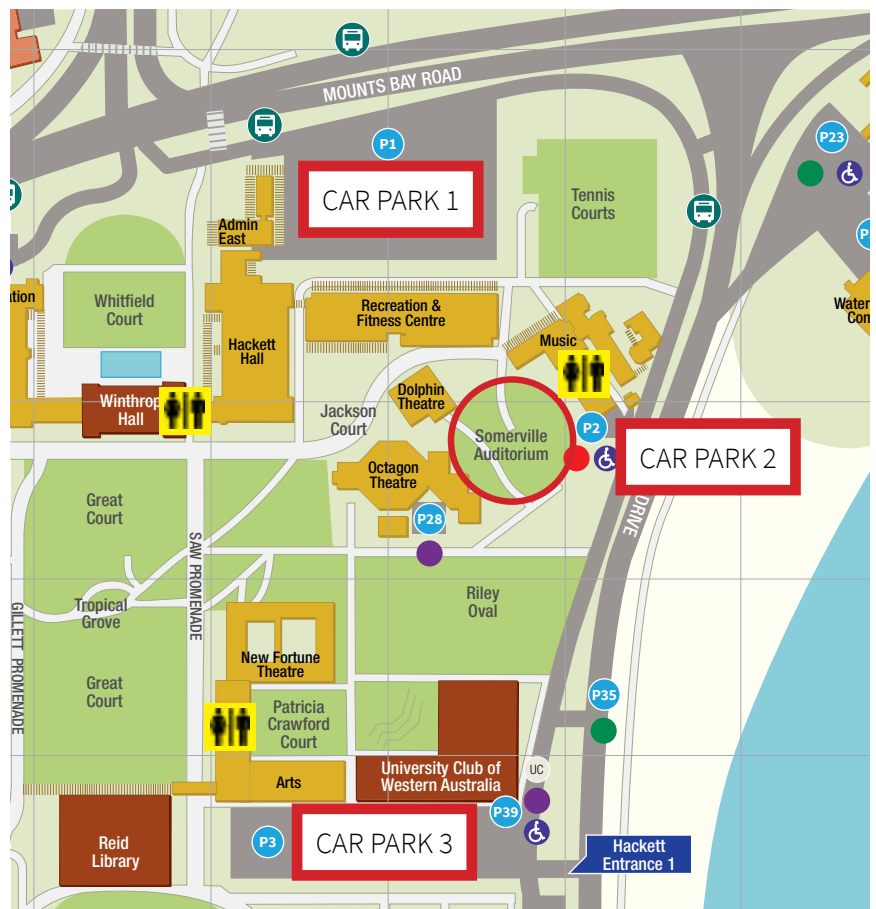 MOUNTS BAY ROAD
P1
P23
CAR PARK 1
Tennis
Courts
Admin
East
Whitfield
Court
Recreation &
Fitness Centre
Hackett
Hall
Music
Dolphin
Theatre
Winthrop
Hall
Jackson
Court
Somerville
Auditorium
P2
CAR PARK 2
Octagon
Theatre
Great
Court
P28
DRIVE
SAW PROMENADE
Riley
Oval
Tropical
Grove
GILLETT PROMENADE
New Fortune
Theatre
Great
Court
Patricia
Crawford
Court
P35
University Club of
Western Australia
UC
Arts
P39
P3
CAR PARK 3
Reid
Library
Hackett
Entrance 1